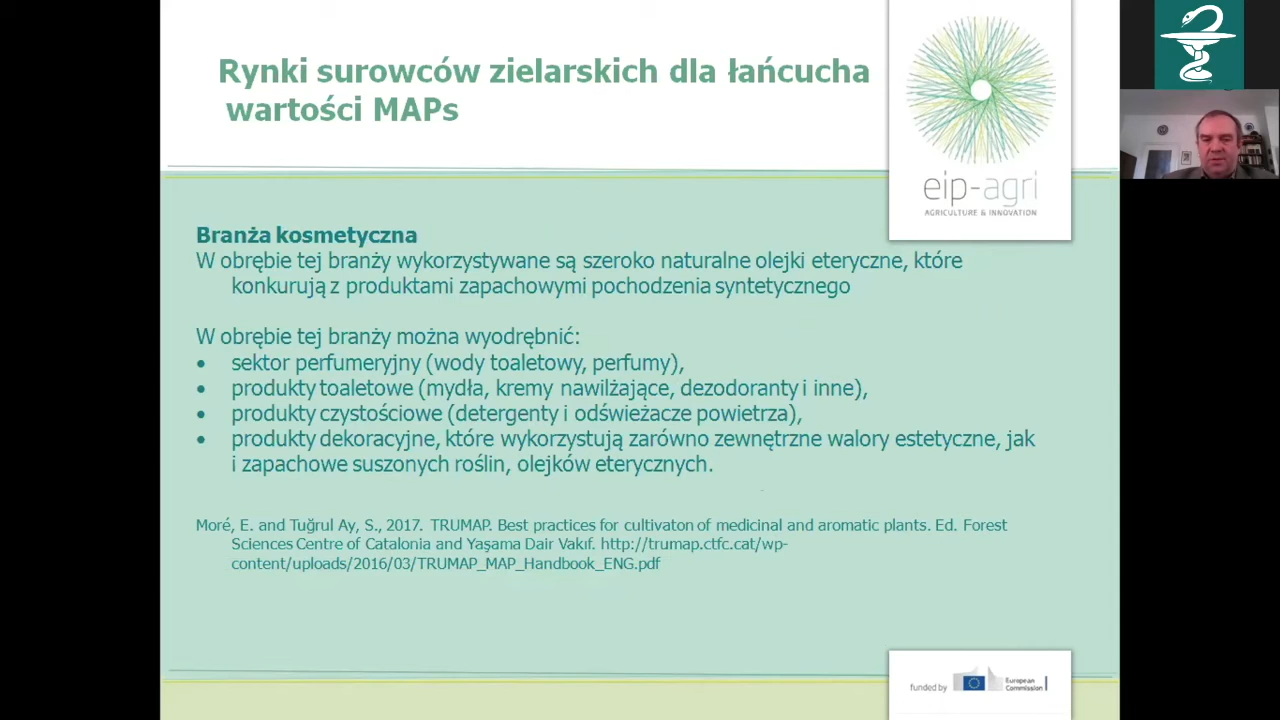 Rynki surowców zielarskich dla łańcucha
wartości MAPs
eip-agri
AGRICULTURE & INNOVATION
Branża kosmetyczna
W obrębie tej branży wykorzystywane są szeroko naturalne olejki eteryczne, które
konkurują z produktami zapachowymi pochodzenia syntetycznego
W obrębie tej branży można wyodrębnić:
• sektor perfumeryjny (wody toaletowy, perfumy),
• produkty toaletowe (mydła, kremy nawilżające, dezodoranty i inne),
• produkty czystościowe (detergenty i odświeżacze powietrza),
• produkty dekoracyjne, które wykorzystują zarówno zewnętrzne walory estetyczne, jak
i zapachowe suszonych roślin, olejków eterycznych.
Moré, E. and Tuğrul Ay, S., 2017. TRUMAP. Best practices for cultivaton of medicinal and aromatic plants. Ed. Forest
Sciences Centre of Catalonia and Yaşama Dair Vakıf. http://trumap.ctfc.cat/wp-
content/uploads/2016/03/TRUMAP_MAP_Handbook_ENG.pdf
funded by
European
Commission